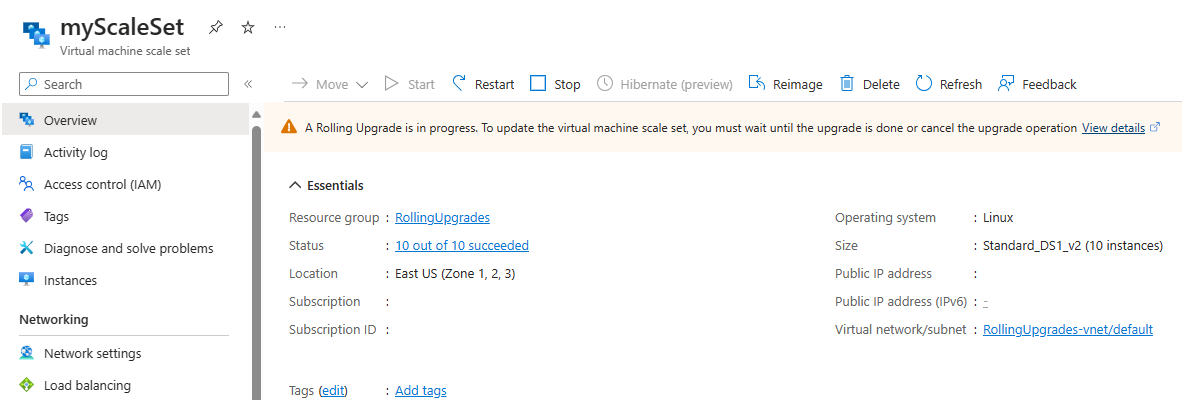 myScaleSet
Virtual machine scale set
Search
Move Start Restart Stop Hibernate (preview) Reimage Delete Refresh Feedback
Overview
Activity log
Access control (IAM)
Tags
Diagnose and solve problems
Instances
Networking
Network settings
Load balancing
A Rolling Upgrade is in progress. To update the virtual machine scale set, you must wait until the upgrade is done or cancel the upgrade operation View details
Essentials
Resource group : RollingUpgrades
Status : 10 out of 10 succeeded
Location : East US (Zone 1, 2, 3)
Subscription :
Subscription ID :
Operating system : Linux
Size : Standard_DS1_v2 (10 instances)
Public IP address :
Public IP address (IPv6) : -
Virtual network/subnet : RollingUpgrades-vnet/default
Tags (edit) : Add tags